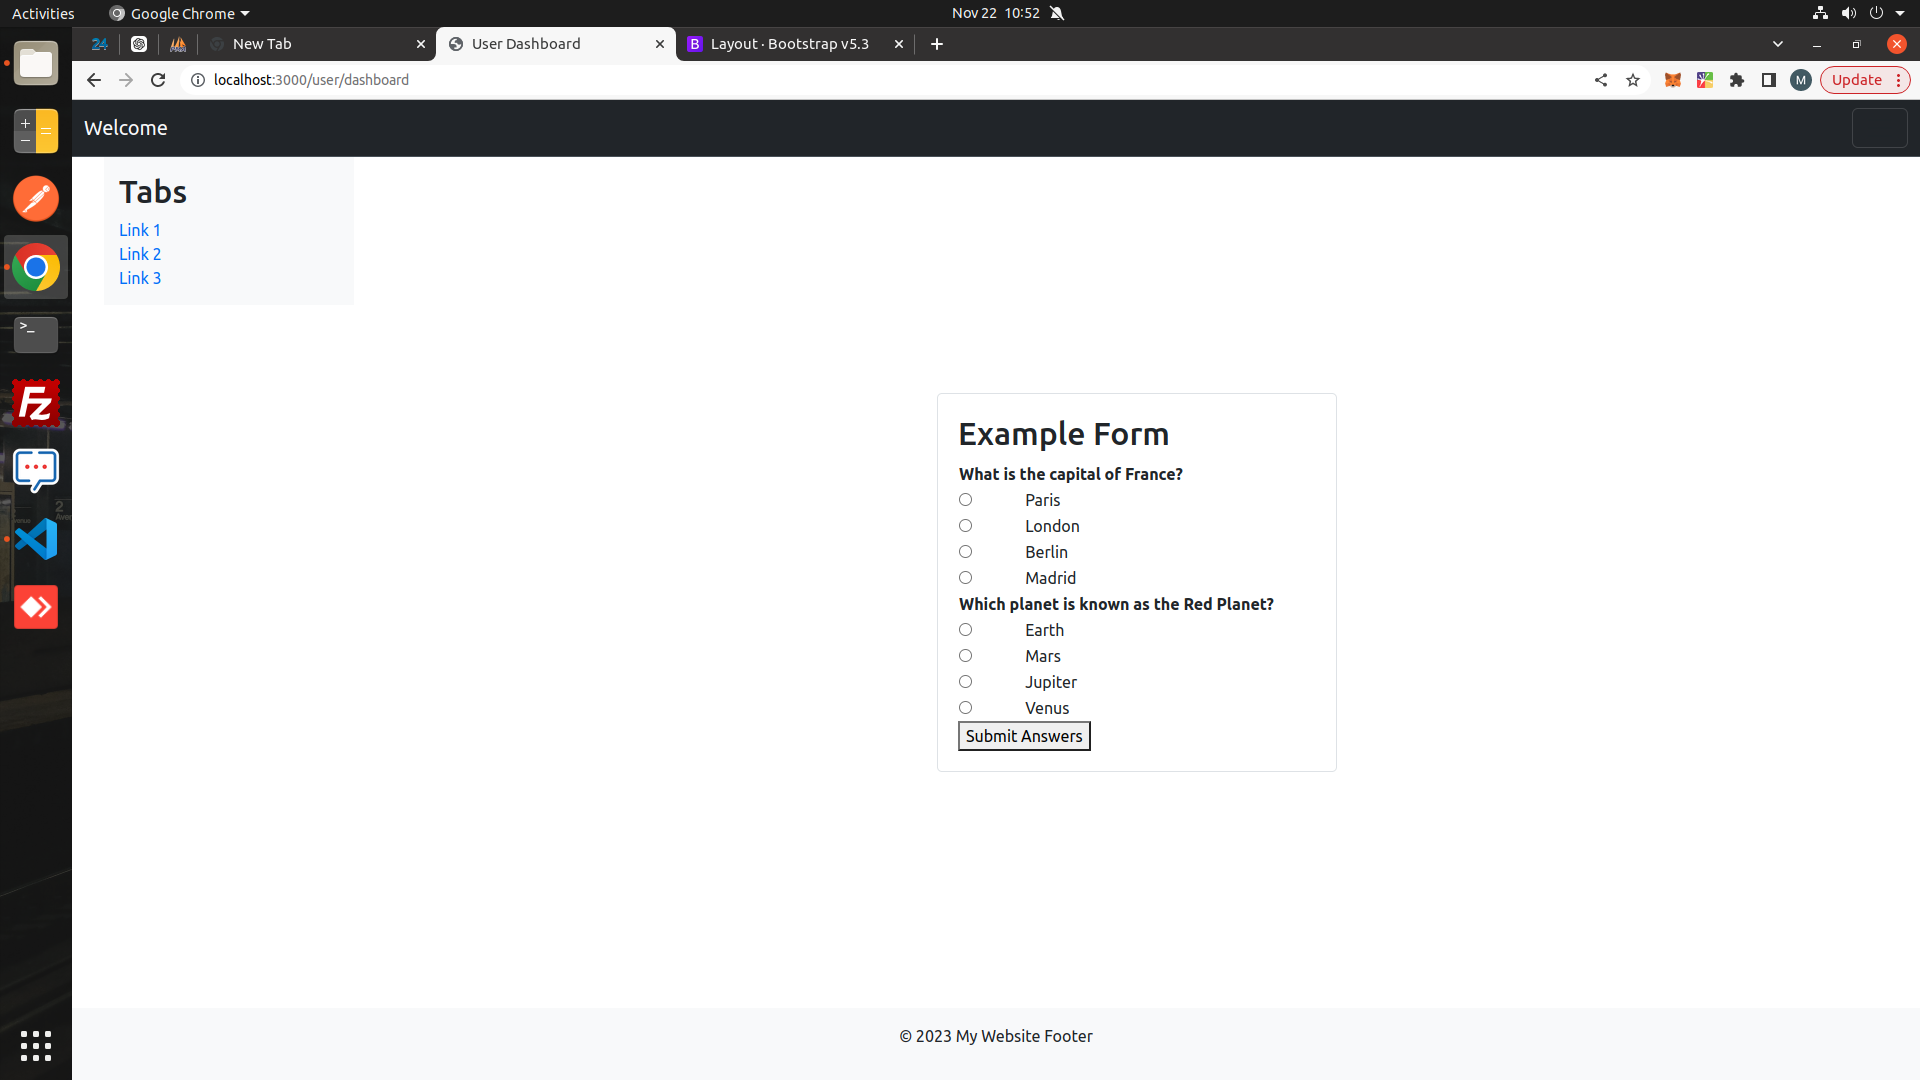 Activities
Google Chrome
Nov 22 10:52
24
New Tab
User Dashboard
B
Layout · Bootstrap v5.3
localhost:3000/user/dashboard
M
Update
Welcome
Tabs
Link 1
Link 2
Link 3
Example Form
What is the capital of France?
Paris
London
Berlin
Madrid
Which planet is known as the Red Planet?
Earth
Mars
Jupiter
Venus
Submit Answers
© 2023 My Website Footer